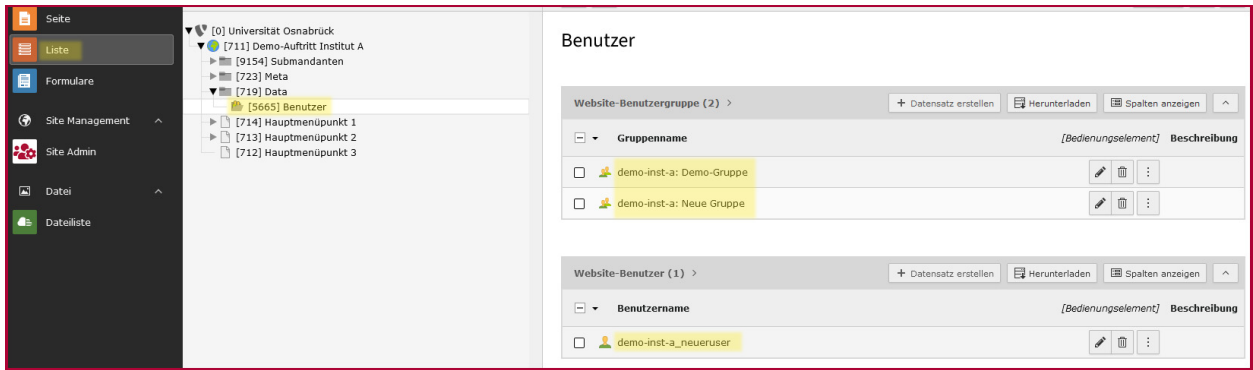 Seite
Liste
Formulare
Site Management
Site Admin
Datei
Dateiliste
[0] Universität Osnabrück
[711] Demo-Auftritt Institut A
[9154] Submandanten
[723] Meta
[719] Data
[5665] Benutzer
[714] Hauptmenüpunkt 1
[713] Hauptmenüpunkt 2
[712] Hauptmenüpunkt 3
Benutzer
Website-Benutzergruppe (2) > + Datensatz erstellen Herunterladen Spalten anzeigen
Gruppenname [Bedienungselement] Beschreibung
demo-inst-a: Demo-Gruppe
demo-inst-a: Neue Gruppe
Website-Benutzer (1) > + Datensatz erstellen Herunterladen Spalten anzeigen
Benutzername [Bedienungselement] Beschreibung
demo-inst-a_neueruser